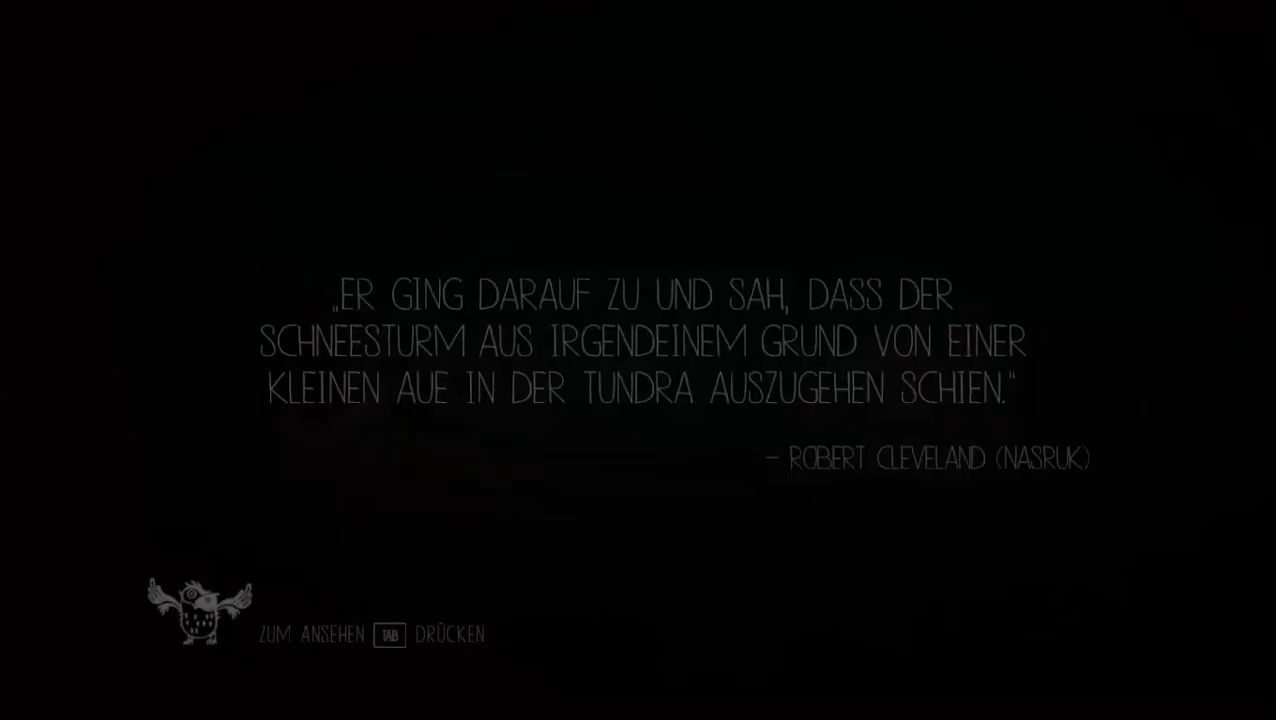 „ER GING DARAUF ZU UND SAH, DASS DER
SCHNEESTURM AUS IRGENDEINEM GRUND VON EINER
KLEINEN AUE IN DER TUNDRA AUSZUGEHEN SCHIEN."
– ROBERT CLEVELAND (NASRUK)
ZUM ANSEHEN TAB DRÜCKEN